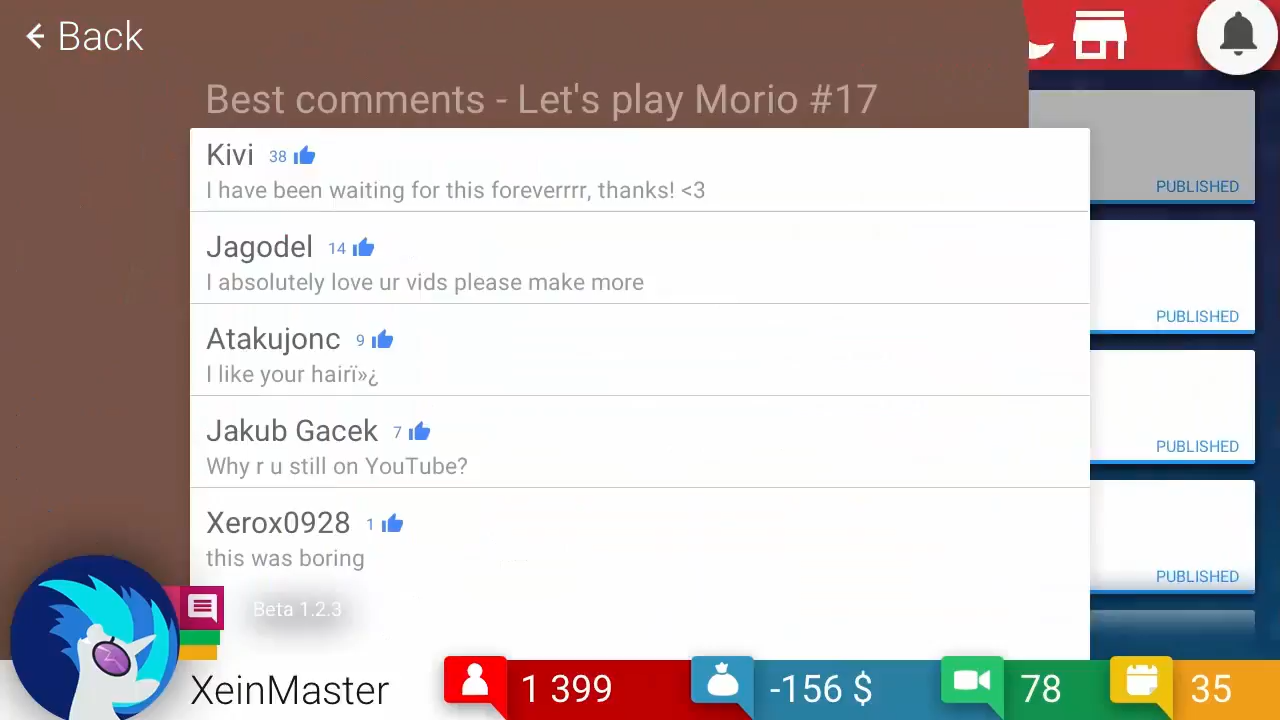 Back
Best comments - Let's play Morio #17
Kivi 38
I have been waiting for this foreverrrr, thanks! <3
PUBLISHED
Jagodel 14
I absolutely love ur vids please make more
PUBLISHED
Atakujonc 9
I like your hairï»¿
Jakub Gacek 7
PUBLISHED
Why r u still on YouTube?
Xerox0928 1
this was boring
PUBLISHED
Beta 1.2.3
XeinMaster 1 399 -156 $ 78 35